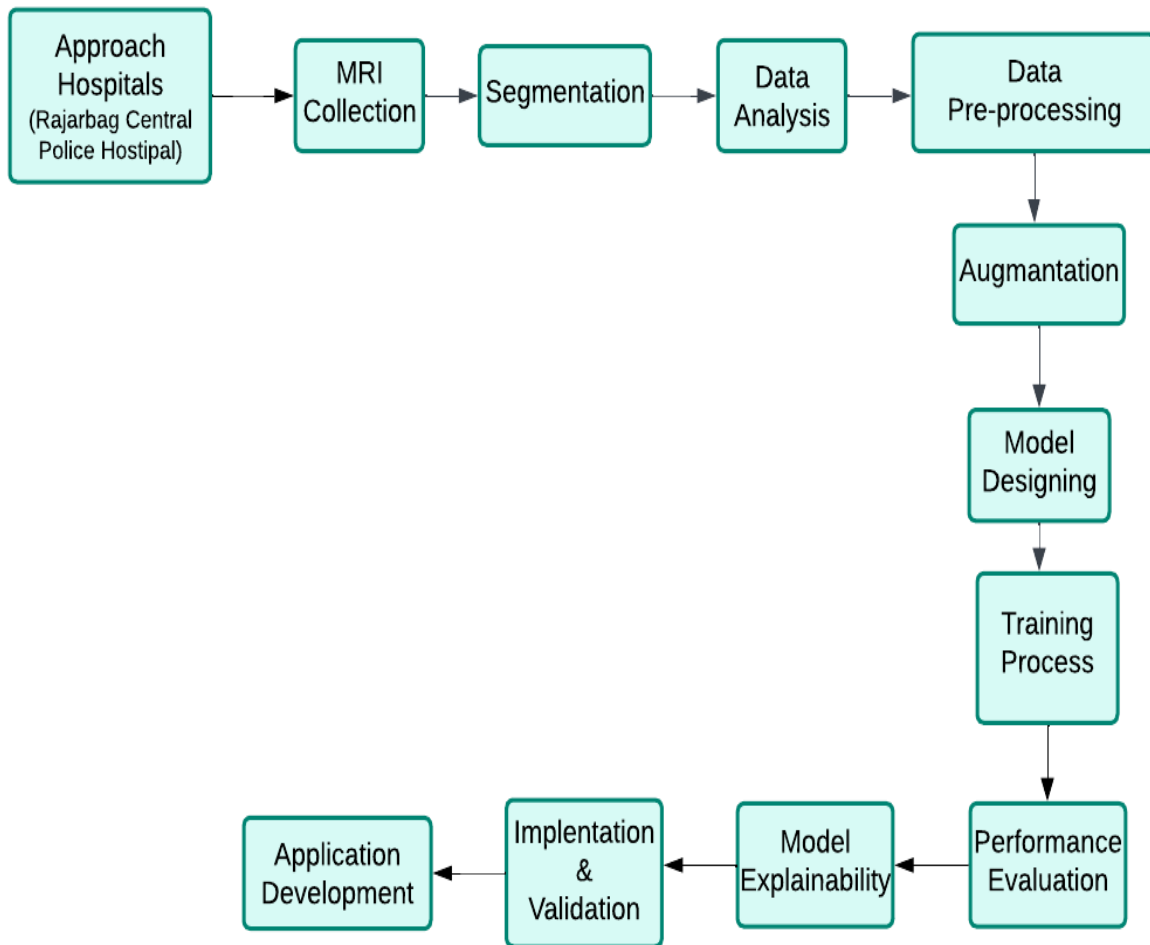 Approach
Hospitals
(Rajarbag Central
Police Hostipal)
MRI
Collection
Segmentation
Data
Analysis
Data
Pre-processing
Augmantation
Model
Designing
Training
Process
Performance
Evaluation
Model
Explainability
Implentation
&
Validation
Application
Development